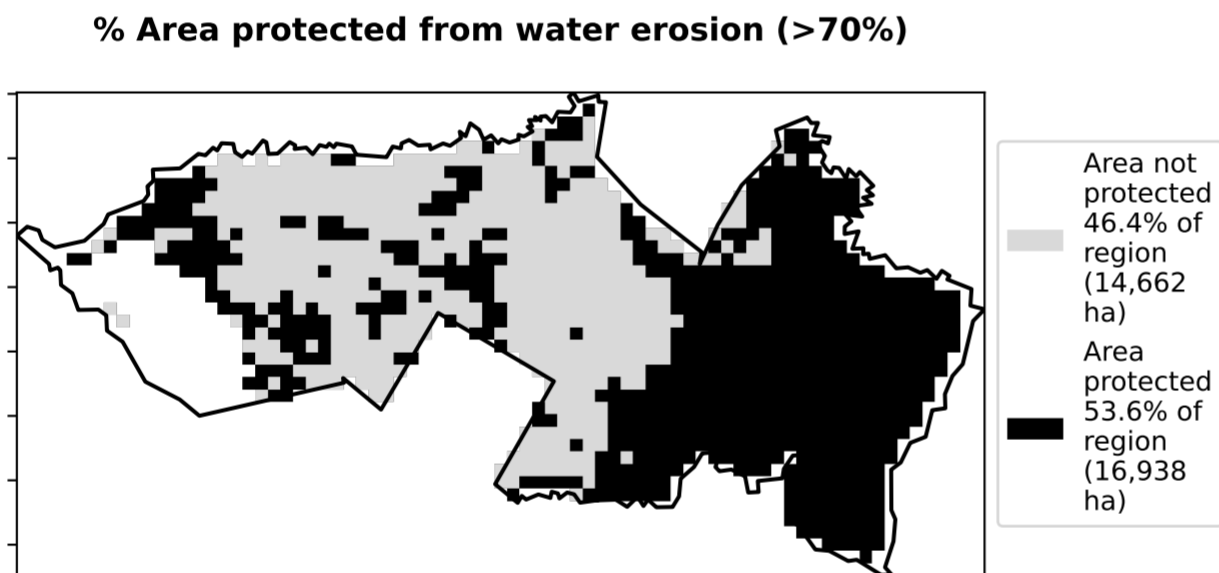 % Area protected from water erosion (>70%)
Area not
protected
46.4% of
region
(14,662
ha)
Area
protected
53.6% of
region
(16,938
ha)